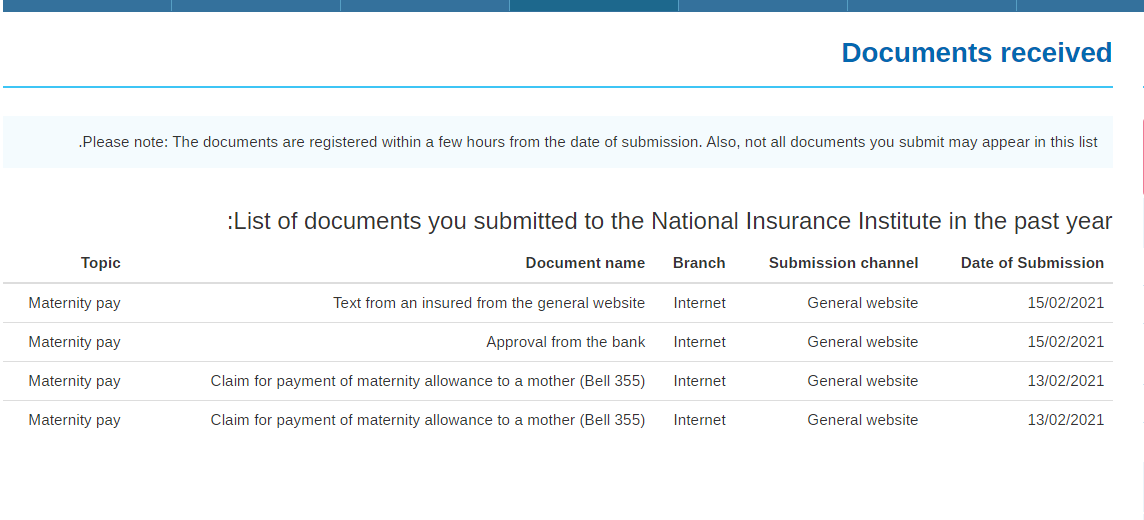 Documents received
.Please note: The documents are registered within a few hours from the date of submission. Also, not all documents you submit may appear in this list
:List of documents you submitted to the National Insurance Institute in the past year
Topic Document name Branch Submission channel Date of Submission
Maternity pay Text from an insured from the general website Internet General website 15/02/2021
Maternity pay Approval from the bank Internet General website 15/02/2021
Maternity pay Claim for payment of maternity allowance to a mother (Bell 355) Internet General website 13/02/2021
Maternity pay Claim for payment of maternity allowance to a mother (Bell 355) Internet General website 13/02/2021